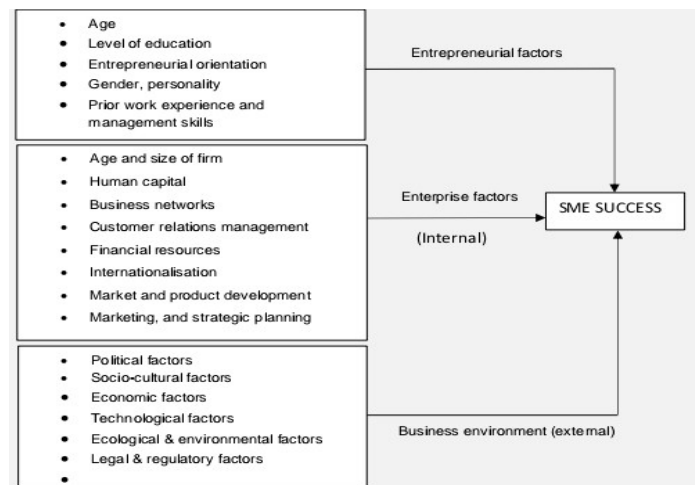 Age
Level of education
Entrepreneurial orientation
Gender, personality
Prior work experience and
management skills
Entrepreneurial factors
Age and size of firm
Human capital
Business networks
Customer relations management
Financial resources
Internationalisation
Market and product development
Marketing, and strategic planning
Enterprise factors
(Internal)
SME SUCCESS
Political factors
Socio-cultural factors
Economic factors
Technological factors
Ecological & environmental factors
Legal & regulatory factors
Business environment (external)